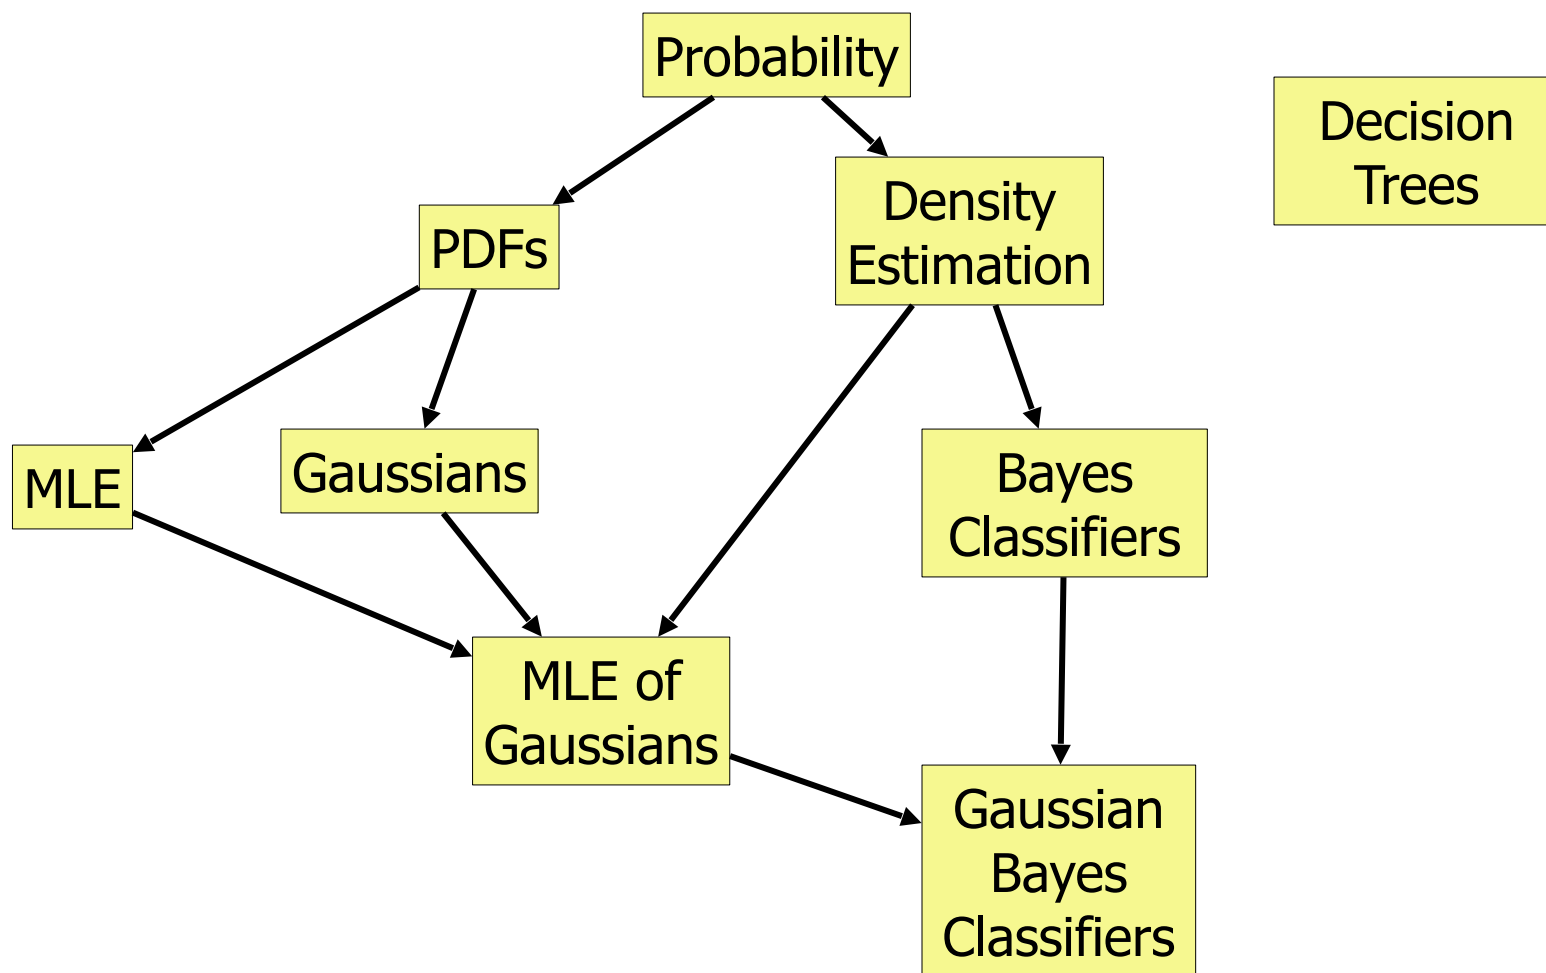 Probability
Decision
Trees
Density
Estimation
PDFs
MLE
Gaussians
Bayes
Classifiers
MLE of
Gaussians
Gaussian
Bayes
Classifiers